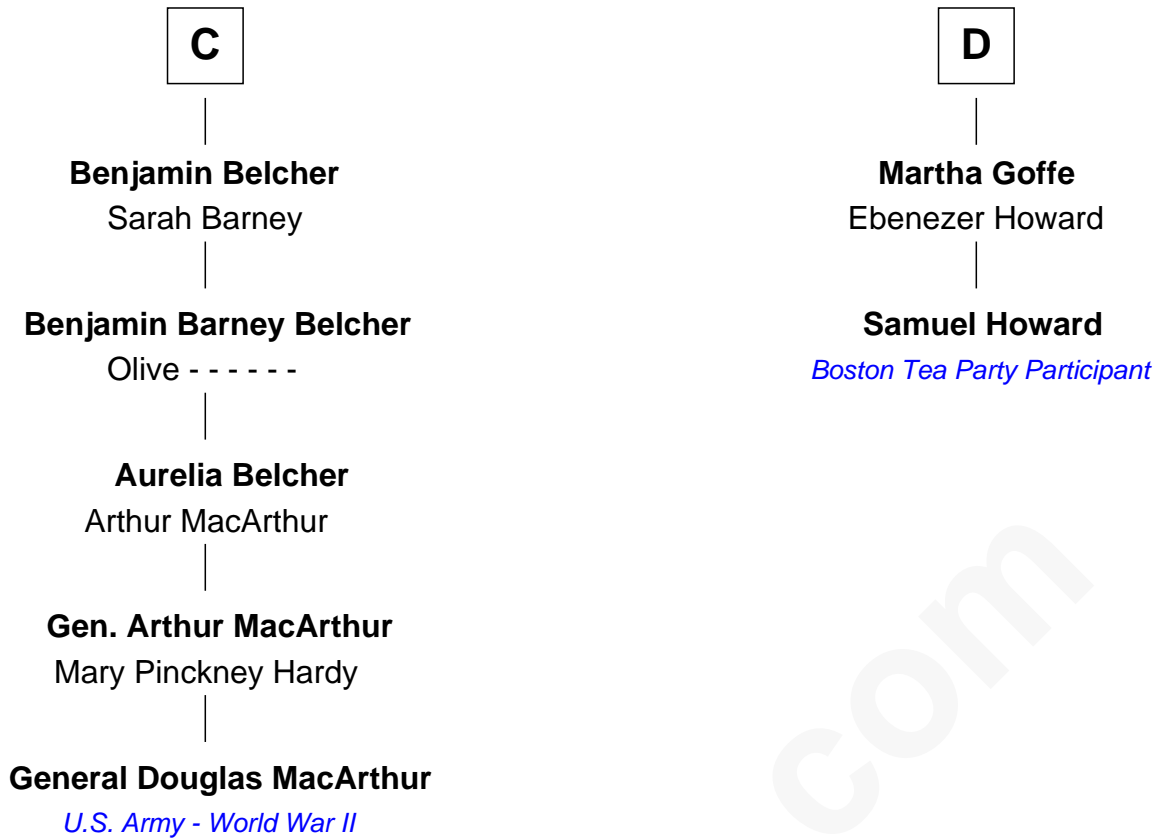 C
Benjamin Belcher
Sarah Barney
Benjamin Barney Belcher
Olive - - - - - -
Aurelia Belcher
Arthur MacArthur
Gen. Arthur MacArthur
Mary Pinckney Hardy
General Douglas MacArthur
U.S. Army - World War II
D
Martha Goffe
Ebenezer Howard
Samuel Howard
Boston Tea Party Participant
com